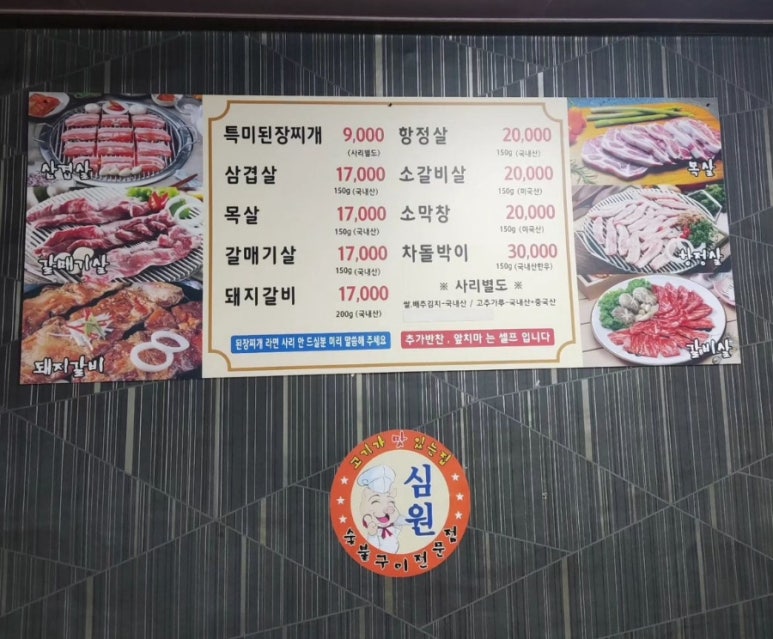 특미된장찌개 9,000
(사리별도)
삼겹살 17,000
150g (국내산)
목살 17,000
150g (국내산)
갈매기살 17,000
150g (국내산)
돼지갈비 17,000
200g (국내산)
항정살 20,000
150g (국내산)
소갈비살 20,000
150g (미국산)
소막창 20,000
150g (미국산)
차돌박이 30,000
150g (국내산한우)
※ 사리별도 ※
쌀,배추김치-국내산 / 고추가루-국내산+중국산
된장찌개 라면 사리 안 드실분 미리 말씀해 주세요
추가반찬 . 앞치마 는 셀프 입니다
삼겹살
갈매기살
돼지갈비
목살
항정살
갈비살
고기가 맛 있는집
심원
숯불구이전문점